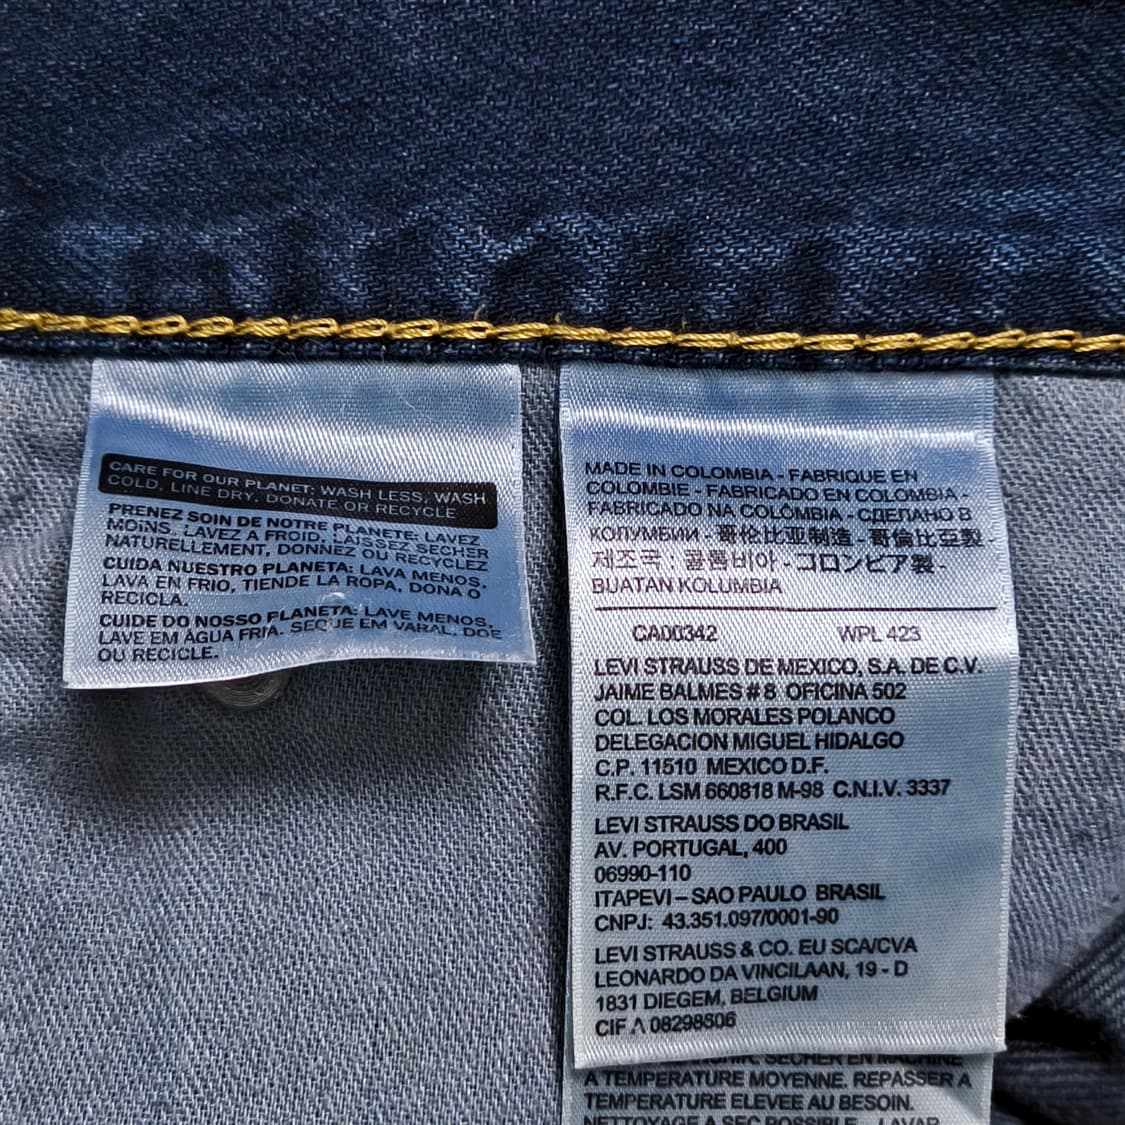 CARE FOR OUR PLANET: WASH LESS, WASH
COLD, LINE DRY, DONATE OR RECYCLE
PRENEZ SOIN DE NOTRE PLANETE: LAVEZ
MOINS, LAVEZ A FROID, LAISSEZ SECHER
NATURELLEMENT, DONNEZ OU RECYCLEZ
CUIDA NUESTRO PLANETA: LAVA MENOS,
LAVA EN FRIO, TIENDE LA ROPA, DONA O
RECICLA.
CUIDE DO NOSSO PLANETA: LAVE MENOS,
LAVE EM ÁGUA FRIA, SEQUE EM VARAL, DOE
OU RECICLE.
MADE IN COLOMBIA - FABRIQUE EN
COLOMBIE - FABRICADO EN COLOMBIA -
FABRICADO NA COLÔMBIA - СДЕЛАНО В
КОЛУМБИИ - 哥伦比亚制造 - 哥倫比亞製 -
제조국 : 콜롬비아 - コロンビア製 -
BUATAN KOLUMBIA
CA00342 WPL 423
LEVI STRAUSS DE MEXICO, S.A. DE C.V.
JAIME BALMES # 8 OFICINA 502
COL. LOS MORALES POLANCO
DELEGACION MIGUEL HIDALGO
C.P. 11510 MEXICO D.F.
R.F.C. LSM 660818 M-98 C.N.I.V. 3337
LEVI STRAUSS DO BRASIL
AV. PORTUGAL, 400
06990-110
ITAPEVI – SAO PAULO BRASIL
CNPJ: 43.351.097/0001-90
LEVI STRAUSS & CO. EU SCA/CVA
LEONARDO DA VINCILAAN, 19 - D
1831 DIEGEM, BELGIUM
CIF A 08298606
SECHER EN MACHINE
A TEMPERATURE MOYENNE. REPASSER A
TEMPERATURE ELEVEE AU BESOIN.
NETTOYAGE A SEC POSSIBLE. LAVAR